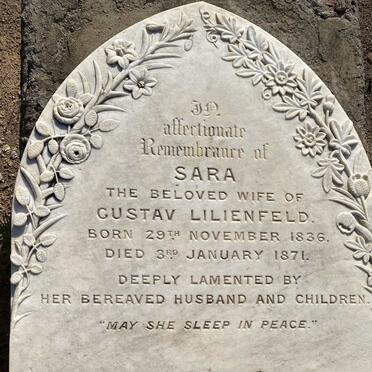 In
affectionate
Remembrance of
SARA
THE BELOVED WIFE OF
GUSTAV LILIENFELD.
BORN 29TH NOVEMBER 1836.
DIED 3RD JANUARY 1871.
DEEPLY LAMENTED BY
HER BEREAVED HUSBAND AND CHILDREN.
"MAY SHE SLEEP IN PEACE."